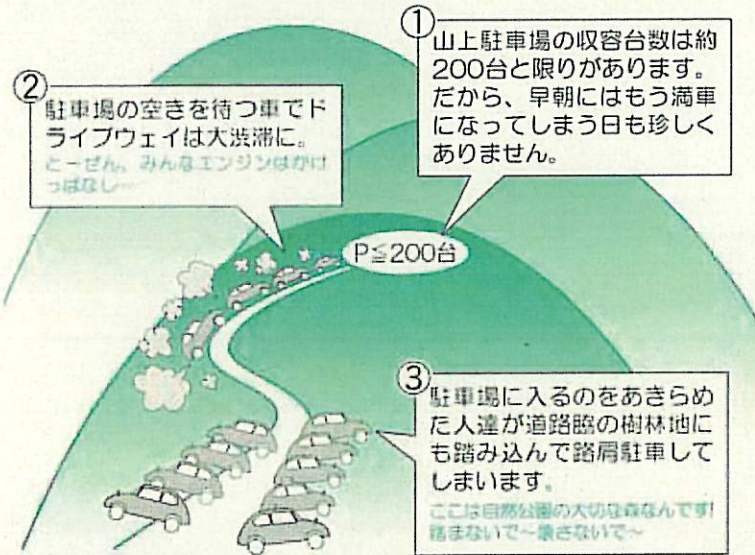 ①
山上駐車場の収容台数は約
200台と限りがあります。
だから、早朝にはもう満車
になってしまう日も珍しく
ありません。
②
駐車場の空きを待つ車でド
ライブウェイは大渋滞に。
とーぜん、みんなエンジンはかけ
っぱなし〜
P≦200台
③
駐車場に入るのをあきらめ
た人達が道路脇の樹林地に
も踏み込んで路肩駐車して
しまいます。
ここは自然公園の大切な森なんです!
踏まないで〜壊さないで〜